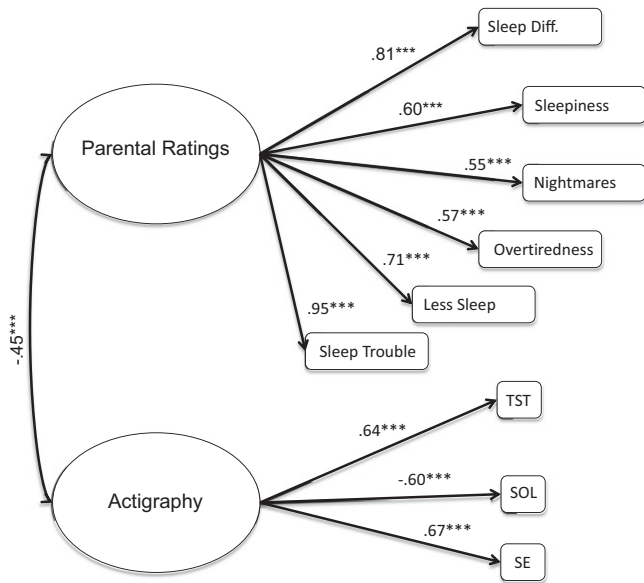 Sleep Diff.
.81***
.60***
Sleepiness
Parental Ratings
.55***
Nightmares
.57***
Overtiredness
.71***
Less Sleep
.95***
Sleep Trouble
-.45***
TST
.64***
-.60***
SOL
Actigraphy
.67***
SE